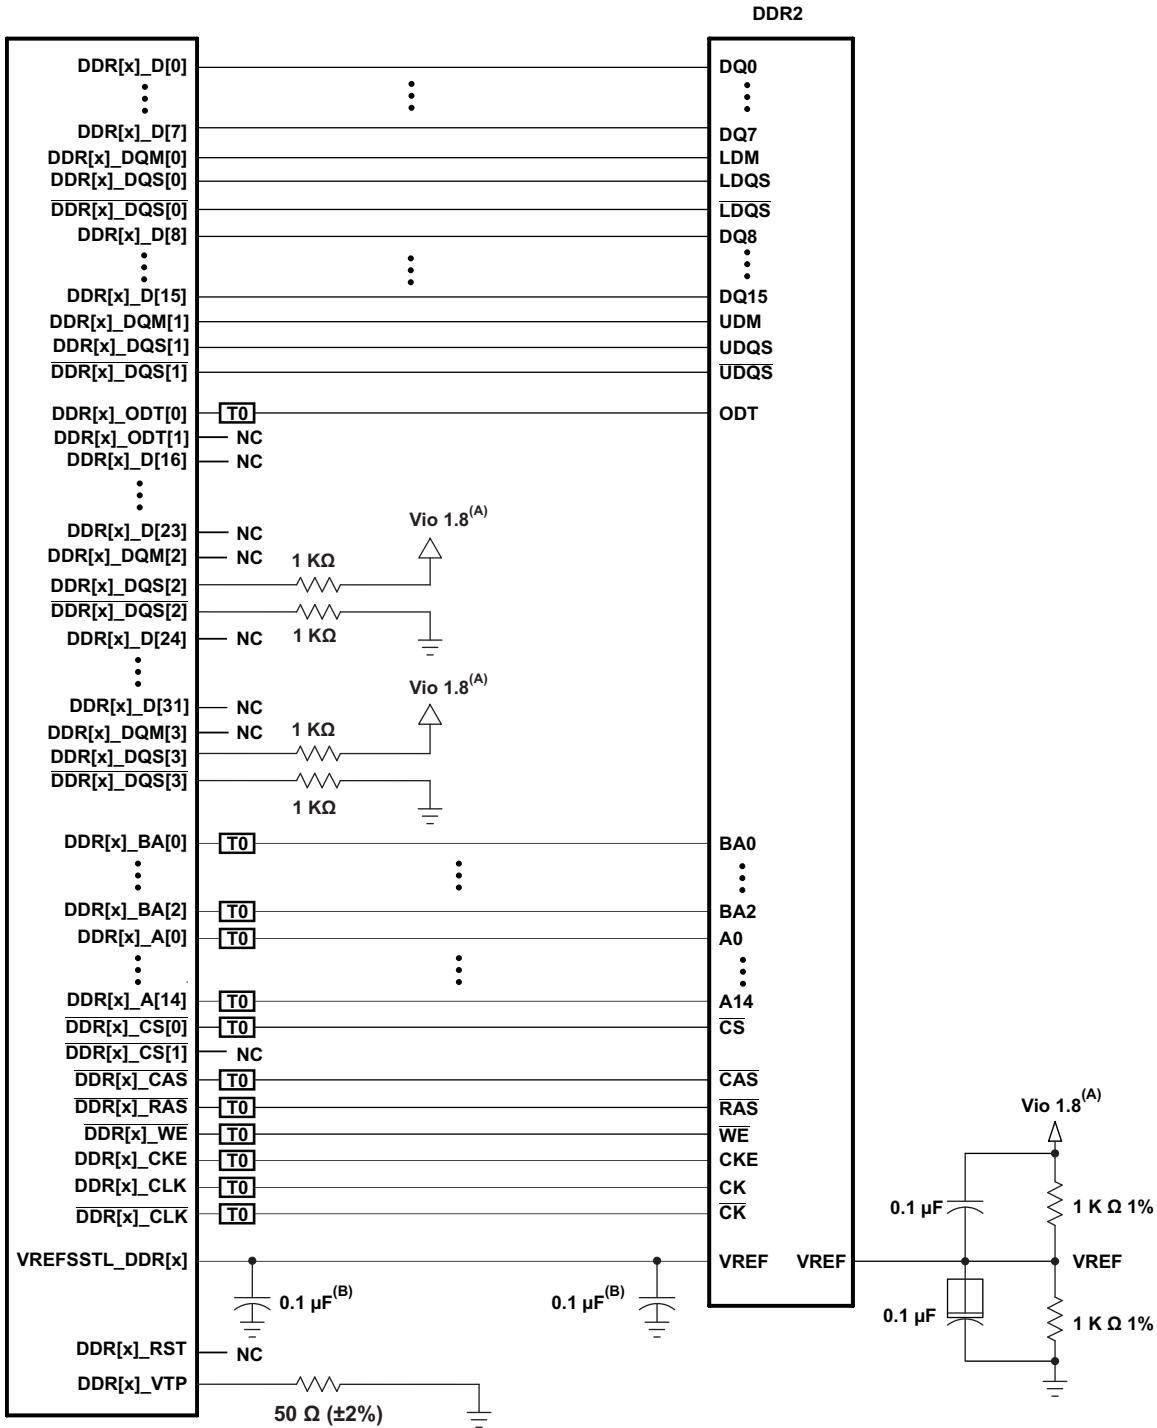 DDR2
DDR[x]_D[0] DQ0
DDR[x]_D[7] DQ7
DDR[x]_DQM[0] LDM
DDR[x]_DQS[0] LDQS
DDR[x]_DQS[0] LDQS
DDR[x]_D[8] DQ8
DDR[x]_D[15] DQ15
DDR[x]_DQM[1] UDM
DDR[x]_DQS[1] UDQS
DDR[x]_DQS[1] UDQS
DDR[x]_ODT[0] T0 ODT
DDR[x]_ODT[1] NC
DDR[x]_D[16] NC
Vio 1.8(A)
DDR[x]_D[23] NC
DDR[x]_DQM[2] NC
1 KΩ
DDR[x]_DQS[2]
DDR[x]_DQS[2]
1 KΩ
DDR[x]_D[24] NC
Vio 1.8(A)
DDR[x]_D[31] NC
DDR[x]_DQM[3] NC
1 KΩ
DDR[x]_DQS[3]
DDR[x]_DQS[3]
1 KΩ
DDR[x]_BA[0] T0 BA0
DDR[x]_BA[2] T0 BA2
DDR[x]_A[0] T0 A0
DDR[x]_A[14] T0 A14
DDR[x]_CS[0] T0 CS
DDR[x]_CS[1] NC
DDR[x]_CAS T0 CAS
DDR[x]_RAS T0 RAS
Vio 1.8(A)
DDR[x]_WE T0 WE
DDR[x]_CKE T0 CKE
DDR[x]_CLK T0 CK
0.1 µF 1 K Ω 1%
DDR[x]_CLK T0 CK
VREFSSTL_DDR[x] VREF VREF VREF
0.1 µF(B) 0.1 µF(B)
0.1 µF 1 K Ω 1%
DDR[x]_RST NC
DDR[x]_VTP
50 Ω (±2%)